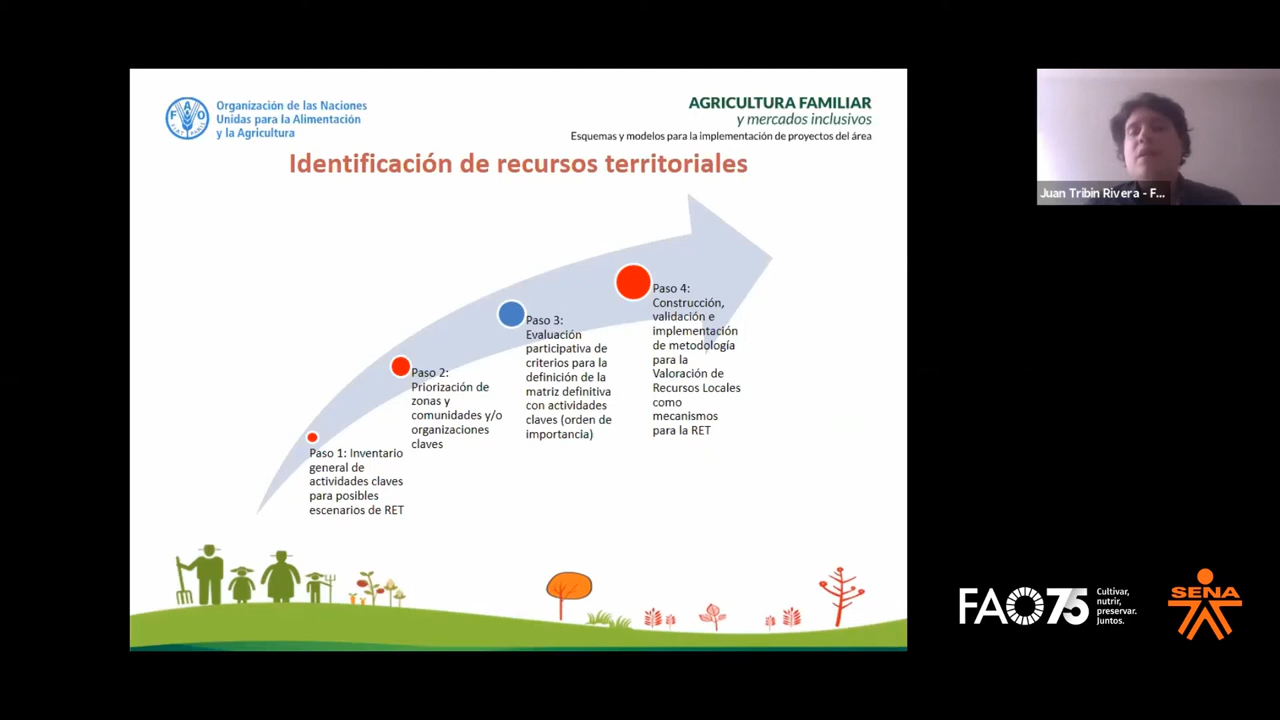 Organización de las Naciones
Unidas para la Alimentación
y la Agricultura
F A O
FIAT PANIS
AGRICULTURA FAMILIAR
y mercados inclusivos
Esquemas y modelos para la implementación de proyectos del área
Identificación de recursos territoriales
Paso 1: Inventario
general de
actividades claves
para posibles
escenarios de RET
Paso 2:
Priorización de
zonas y
comunidades y/o
organizaciones
claves
Paso 3:
Evaluación
participativa de
criterios para la
definición de la
matriz definitiva
con actividades
claves (orden de
importancia)
Paso 4:
Construcción,
validación e
implementación
de metodología
para la
Valoración de
Recursos Locales
como
mecanismos
para la RET
Juan Tribin Rivera - F...
FAO75
Cultivar,
nutrir,
preservar.
Juntos.
SENA